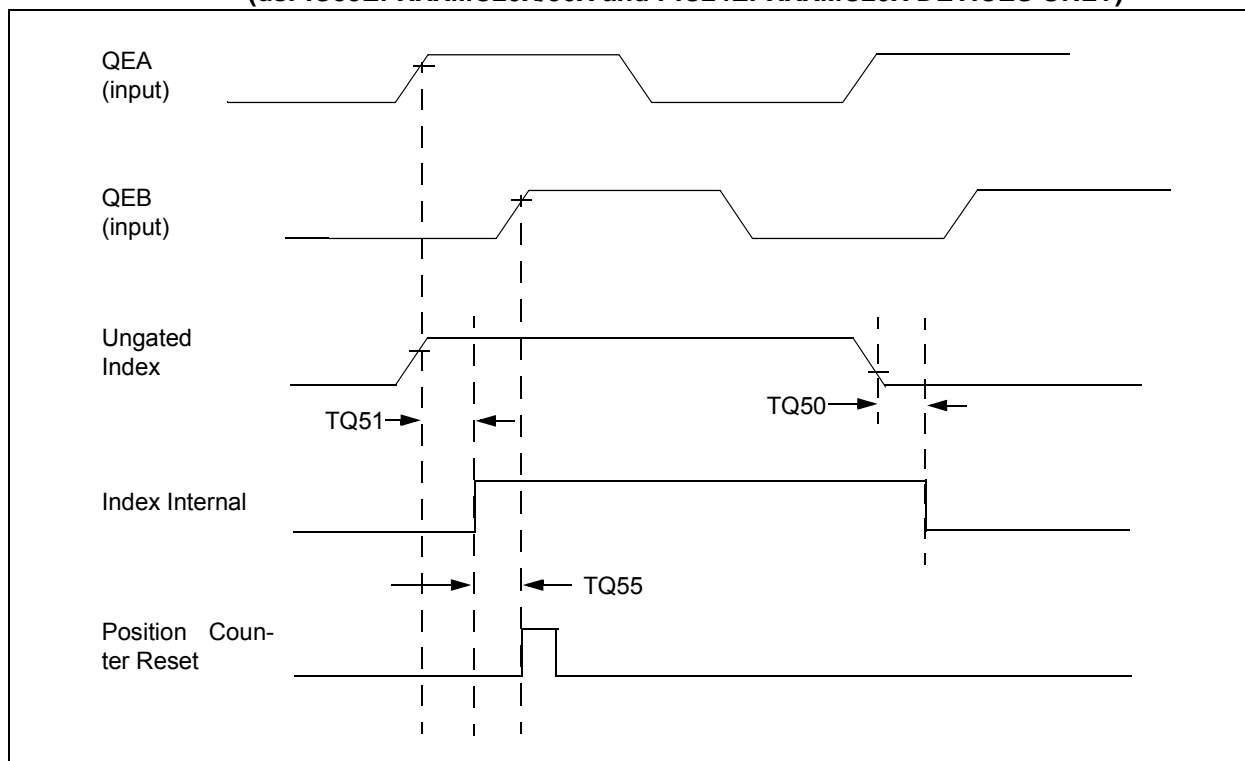 QEA
(input)
QEB
(input)
Ungated
Index
TQ51
TQ50
Index Internal
TQ55
Position Coun-
ter Reset